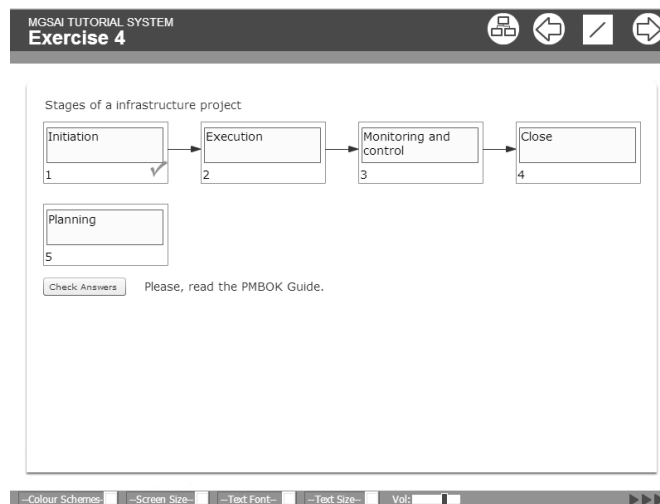 MGSAI TUTORIAL SYSTEM
Exercise 4
Stages of a infrastructure project
Initiation
1
Execution
2
Monitoring and
control
3
Close
4
Planning
5
Check Answers
Please, read the PMBOK Guide.
--Colour Schemes-- --Screen Size-- --Text Font-- --Text Size-- Vol: